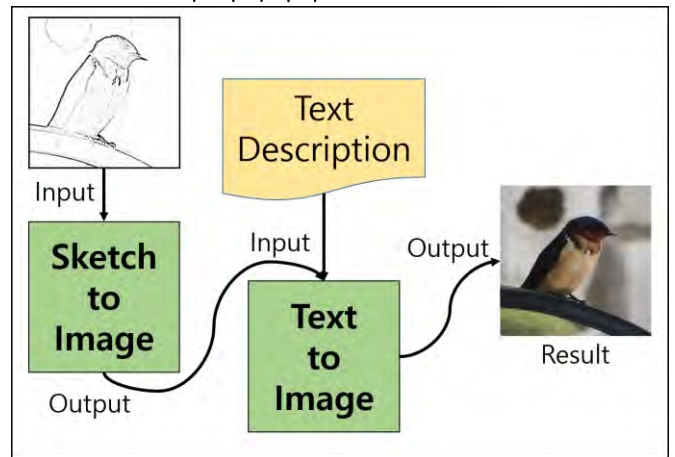 Input
Sketch
to
Image
Output
Text
Description
Input
Text
to
Image
Output
Result